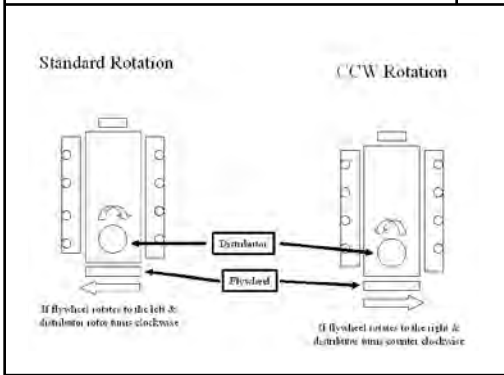 Standard Rotation
CCW Rotation
Distributor
Flywheel
If flywheel rotates to the left &
distributor rotor turns clockwise
If flywheel rotates to the right &
distributor turns counter clockwise